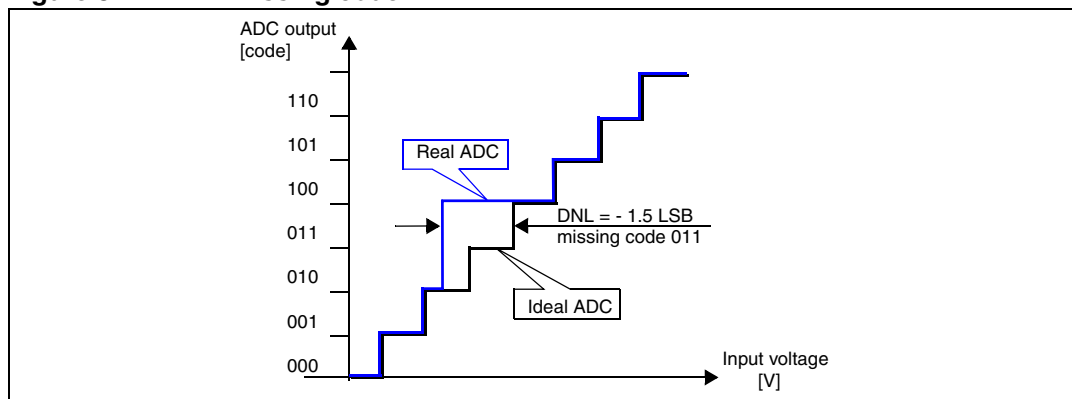 ADC output
[code]
110
101
Real ADC
100
DNL = - 1.5 LSB
011
missing code 011
010
Ideal ADC
001
000
Input voltage
[V]